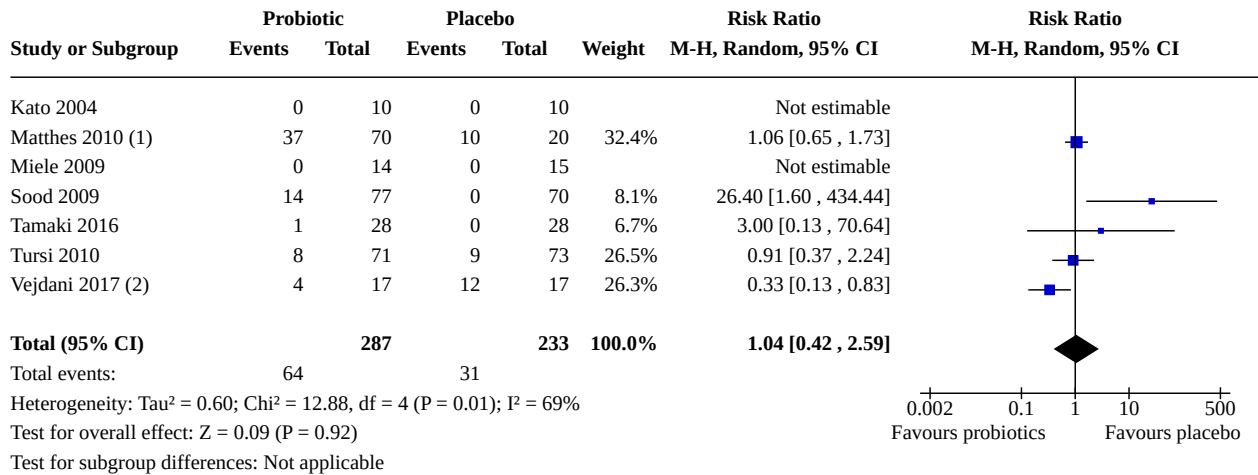 Probiotic Placebo Risk Ratio Risk Ratio
Study or Subgroup Events Total Events Total Weight M-H, Random, 95% CI M-H, Random, 95% CI
Kato 2004 0 10 0 10 Not estimable
Matthes 2010 (1) 37 70 10 20 32.4% 1.06 [0.65 , 1.73]
Miele 2009 0 14 0 15 Not estimable
Sood 2009 14 77 0 70 8.1% 26.40 [1.60 , 434.44]
Tamaki 2016 1 28 0 28 6.7% 3.00 [0.13 , 70.64]
Tursi 2010 8 71 9 73 26.5% 0.91 [0.37 , 2.24]
Vejdani 2017 (2) 4 17 12 17 26.3% 0.33 [0.13 , 0.83]
Total (95% CI) 287 233 100.0% 1.04 [0.42 , 2.59]
Total events: 64 31
Heterogeneity: Tau² = 0.60; Chi² = 12.88, df = 4 (P = 0.01); I² = 69%
0.002 0.1 1 10 500
Test for overall effect: Z = 0.09 (P = 0.92)
Favours probiotics Favours placebo
Test for subgroup differences: Not applicable